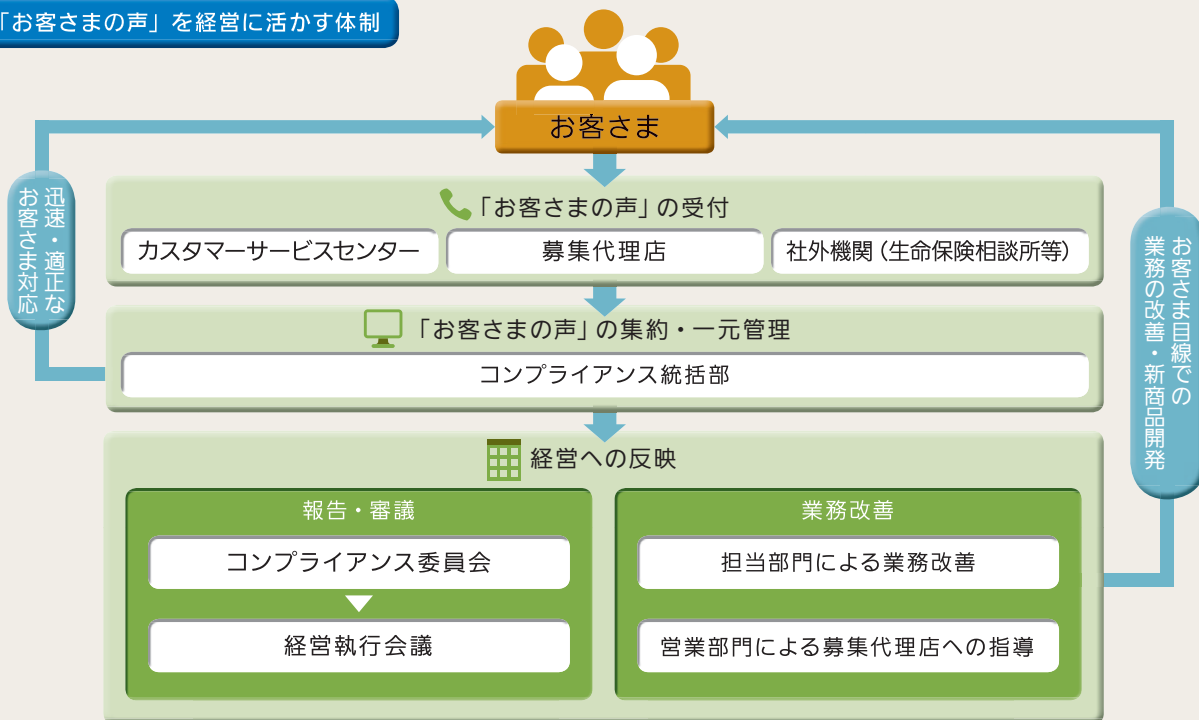 「お客さまの声」を経営に活かす体制
お客さま
「お客さまの声」の受付
カスタマーサービスセンター
募集代理店
社外機関（生命保険相談所等）
「お客さまの声」の集約・一元管理
コンプライアンス統括部
経営への反映
報告・審議
コンプライアンス委員会
経営執行会議
業務改善
担当部門による業務改善
営業部門による募集代理店への指導
迅速・適正な
お客さま対応
お客さま目線での
業務の改善・新商品開発